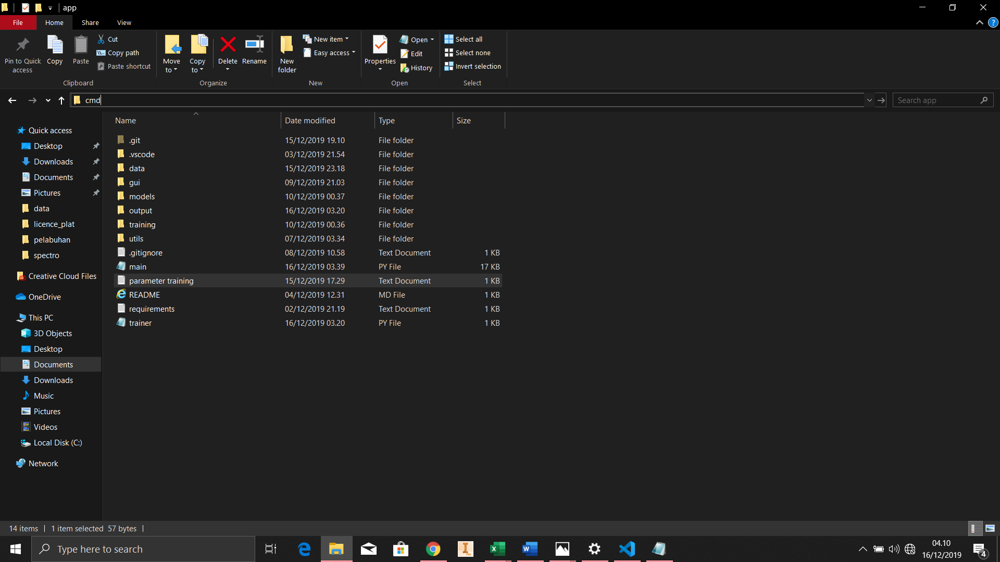 app
File Home Share View
Pin to Quick access
Copy
Paste
Cut
Copy path
Paste shortcut
Clipboard
Move to
Copy to
Delete
Rename
Organize
New folder
New item
Easy access
New
Properties
Open
Edit
History
Open
Select all
Select none
Invert selection
Select
cmd
Search app
Name Date modified Type Size
.git 15/12/2019 19.10 File folder
.vscode 03/12/2019 21.54 File folder
data 15/12/2019 23.18 File folder
gui 09/12/2019 21.03 File folder
models 10/12/2019 00.37 File folder
output 16/12/2019 03.20 File folder
training 10/12/2019 00.36 File folder
utils 07/12/2019 03.34 File folder
.gitignore 08/12/2019 10.58 Text Document 1 KB
main 16/12/2019 03.39 PY File 17 KB
parameter training 15/12/2019 17.29 Text Document 1 KB
README 04/12/2019 12.31 MD File 1 KB
requirements 02/12/2019 21.19 Text Document 1 KB
trainer 16/12/2019 03.20 PY File 1 KB
Quick access
Desktop
Downloads
Documents
Pictures
data
licence_plat
pelabuhan
spectro
Creative Cloud Files
OneDrive
This PC
3D Objects
Desktop
Documents
Downloads
Music
Pictures
Videos
Local Disk (C:)
Network
14 items 1 item selected 57 bytes
Type here to search
04.10
16/12/2019
4